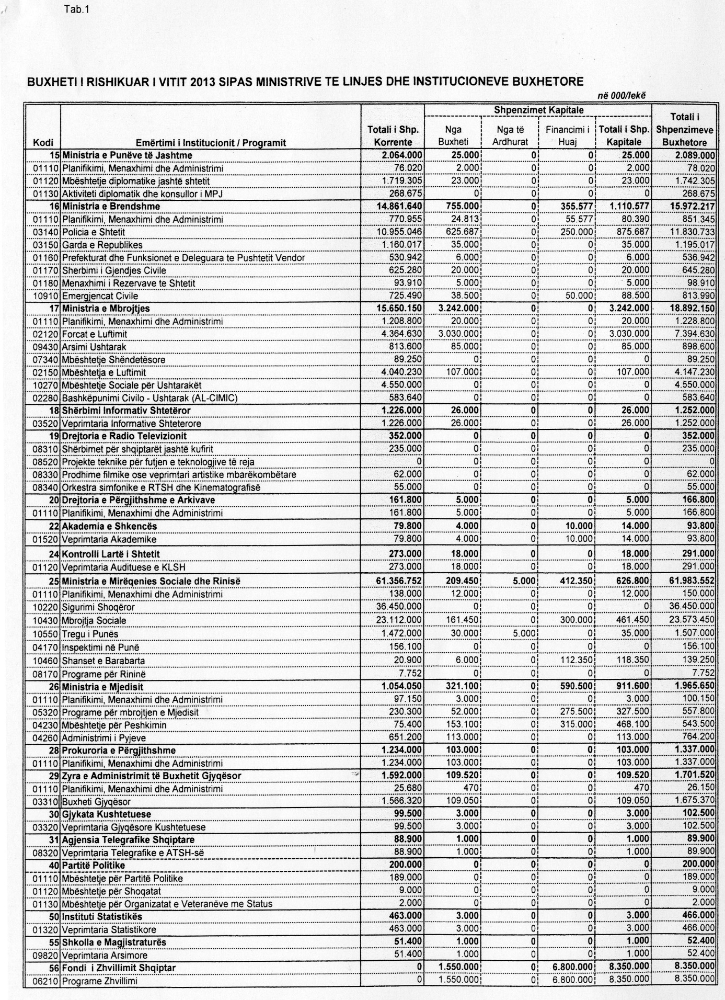 Tab.1
BUXHETI I RISHIKUAR I VITIT 2013 SIPAS MINISTRIVE TE LINJES DHE INSTITUCIONEVE BUXHETORE
në 000/lekë
Kodi Emërtimi i Institucionit / Programit Totali i Shp. Korrente Shpenzimet Kapitale Nga Buxheti Nga të Ardhurat Financimi i Huaj Totali i Shp. Kapitale Totali i Shpenzimeve Buxhetore
15 Ministria e Punëve të Jashtme 2.064.000 25.000 0 0 25.000 2.089.000
01110 Planifikimi, Menaxhimi dhe Administrimi 76.020 2.000 0 0 2.000 78.020
01120 Mbështetje diplomatike jashtë shtetit 1.719.305 23.000 0 0 23.000 1.742.305
01130 Aktiviteti diplomatik dhe konsullor i MPJ 268.675 0 0 0 0 268.675
16 Ministria e Brendshme 14.861.640 755.000 0 355.577 1.110.577 15.972.217
01110 Planifikimi, Menaxhimi dhe Administrimi 770.955 24.813 0 55.577 80.390 851.345
03140 Policia e Shtetit 10.955.046 625.687 0 250.000 875.687 11.830.733
03150 Garda e Republikes 1.160.017 35.000 0 0 35.000 1.195.017
01160 Prefekturat dhe Funksionet e Deleguara te Pushtetit Vendor 530.942 6.000 0 0 6.000 536.942
01170 Sherbimi i Gjendjes Civile 625.280 20.000 0 0 20.000 645.280
01180 Menaxhimi i Rezervave te Shtetit 93.910 5.000 0 0 5.000 98.910
10910 Emergjencat Civile 725.490 38.500 0 50.000 88.500 813.990
17 Ministria e Mbrojtjes 15.650.150 3.242.000 0 0 3.242.000 18.892.150
01110 Planifikimi, Menaxhimi dhe Administrimi 1.208.800 20.000 0 0 20.000 1.228.800
02120 Forcat e Luftimit 4.364.630 3.030.000 0 0 3.030.000 7.394.630
09430 Arsimi Ushtarak 813.600 85.000 0 0 85.000 898.600
07340 Mbështetje Shëndetësore 89.250 0 0 0 0 89.250
02150 Mbështetja e Luftimit 4.040.230 107.000 0 0 107.000 4.147.230
10270 Mbështetje Sociale për Ushtarakët 4.550.000 0 0 0 0 4.550.000
02280 Bashkëpunimi Civilo - Ushtarak (AL-CIMIC) 583.640 0 0 0 0 583.640
18 Shërbimi Informativ Shtetëror 1.226.000 26.000 0 0 26.000 1.252.000
03520 Veprimtaria Informative Shteterore 1.226.000 26.000 0 0 26.000 1.252.000
19 Drejtoria e Radio Televizionit 352.000 0 0 0 0 352.000
08310 Shërbimet për shqiptarët jashtë kufirit 235.000 0 0 0 0 235.000
08520 Projekte teknike për futjen e teknologjive të reja 0 0 0 0 0 0
08330 Prodhime filmike ose veprimtari artistike mbarëkombëtare 62.000 0 0 0 0 62.000
08340 Orkestra simfonike e RTSH dhe Kinematografisë 55.000 0 0 0 0 55.000
20 Drejtoria e Përgjithshme e Arkivave 161.800 5.000 0 0 5.000 166.800
01110 Planifikimi, Menaxhimi dhe Administrimi 161.800 5.000 0 0 5.000 166.800
22 Akademia e Shkencës 79.800 4.000 0 10.000 14.000 93.800
01520 Veprimtaria Akademike 79.800 4.000 0 10.000 14.000 93.800
24 Kontrolli Lartë i Shtetit 273.000 18.000 0 0 18.000 291.000
01120 Veprimtaria Audituese e KLSH 273.000 18.000 0 0 18.000 291.000
25 Ministria e Mirëqenies Sociale dhe Rinisë 61.356.752 209.450 5.000 412.350 626.800 61.983.552
01110 Planifikimi, Menaxhimi dhe Administrimi 138.000 12.000 0 0 12.000 150.000
10220 Sigurimi Shoqëror 36.450.000 0 0 0 0 36.450.000
10430 Mbrojtja Sociale 23.112.000 161.450 0 300.000 461.450 23.573.450
10550 Tregu i Punës 1.472.000 30.000 5.000 0 35.000 1.507.000
04170 Inspektimi në Punë 156.100 0 0 0 0 156.100
10460 Shanset e Barabarta 20.900 6.000 0 112.350 118.350 139.250
08170 Programe për Rininë 7.752 0 0 0 0 7.752
26 Ministria e Mjedisit 1.054.050 321.100 0 590.500 911.600 1.965.650
01110 Planifikimi, Menaxhimi dhe Administrimi 97.150 3.000 0 0 3.000 100.150
05320 Programe për mbrojtjen e Mjedisit 230.300 52.000 0 275.500 327.500 557.800
04230 Mbështetje për Peshkimin 75.400 153.100 0 315.000 468.100 543.500
04260 Administrimi i Pyjeve 651.200 113.000 0 0 113.000 764.200
28 Prokuroria e Përgjithshme 1.234.000 103.000 0 0 103.000 1.337.000
01110 Planifikimi, Menaxhimi dhe Administrimi 1.234.000 103.000 0 0 103.000 1.337.000
29 Zyra e Administrimit të Buxhetit Gjyqësor 1.592.000 109.520 0 0 109.520 1.701.520
01110 Planifikimi, Menaxhimi dhe Administrimi 25.680 470 0 0 470 26.150
03310 Buxheti Gjyqësor 1.566.320 109.050 0 0 109.050 1.675.370
30 Gjykata Kushtetuese 99.500 3.000 0 0 3.000 102.500
03320 Veprimtaria Gjyqësore Kushtetuese 99.500 3.000 0 0 3.000 102.500
31 Agjensia Telegrafike Shqiptare 88.900 1.000 0 0 1.000 89.900
08320 Veprimtaria Telegrafike e ATSH-së 88.900 1.000 0 0 1.000 89.900
40 Partitë Politike 200.000 0 0 0 0 200.000
01110 Mbështetje për Partitë Politike 189.000 0 0 0 0 189.000
01120 Mbështetje për Shoqatat 9.000 0 0 0 0 9.000
01130 Mbështetje për Organizatat e Veteranëve me Status 2.000 0 0 0 0 2.000
50 Instituti Statistikës 463.000 3.000 0 0 3.000 466.000
01320 Veprimtaria Statistikore 463.000 3.000 0 0 3.000 466.000
55 Shkolla e Magjistraturës 51.400 1.000 0 0 1.000 52.400
09820 Veprimtaria Arsimore 51.400 1.000 0 0 1.000 52.400
56 Fondi i Zhvillimit Shqiptar 0 1.550.000 0 6.800.000 8.350.000 8.350.000
06210 Programe Zhvillimi 0 1.550.000 0 6.800.000 8.350.000 8.350.000